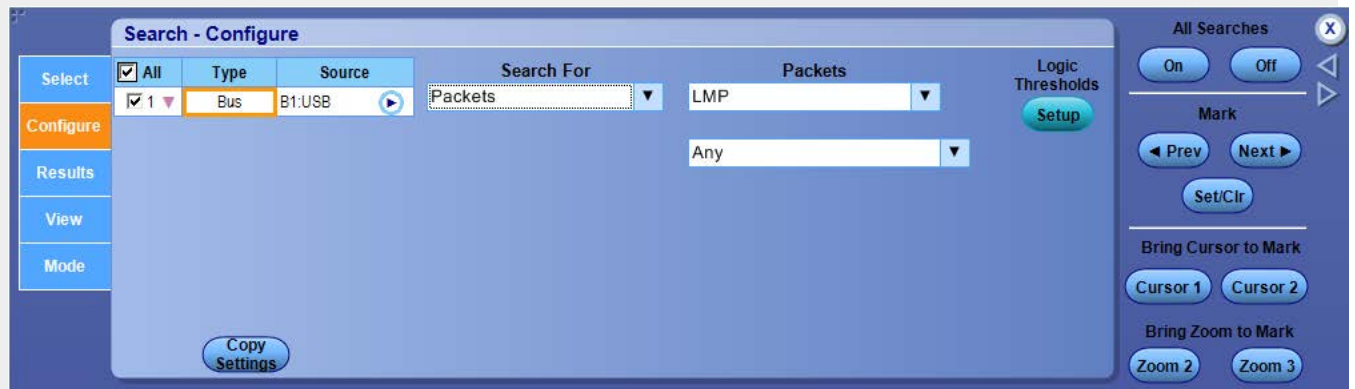 Search - Configure
Select
Configure
Results
View
Mode
All Type Source
1 Bus B1:USB
Search For
Packets
Packets
LMP
Any
Logic
Thresholds
Setup
Copy
Settings
All Searches
X
On Off
Mark
◄ Prev Next ►
Set/Clr
Bring Cursor to Mark
Cursor 1 Cursor 2
Bring Zoom to Mark
Zoom 2 Zoom 3